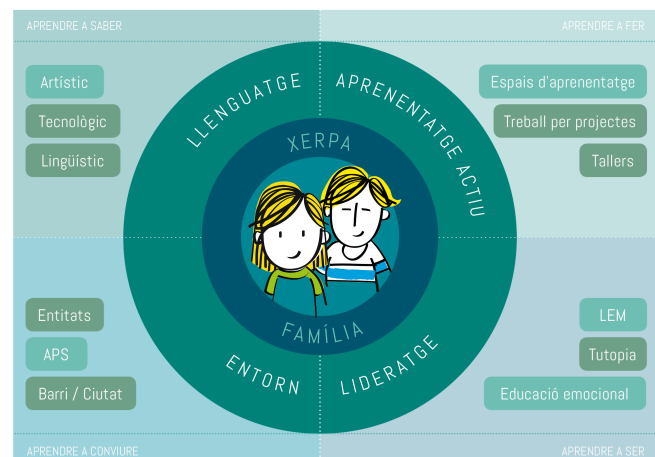 APRENDRE A SABER
APRENDRE A FER
Artístic
Tecnològic
Lingüístic
LLENGUATGE
APRENENTATGE ACTIU
Espais d'aprenentatge
Treball per projectes
Tallers
XERPA
FAMÍLIA
Entitats
APS
Barri / Ciutat
ENTORN
LIDERATGE
LEM
Tutopia
Educació emocional
APRENDRE A CONVIURE
APRENDRE A SER